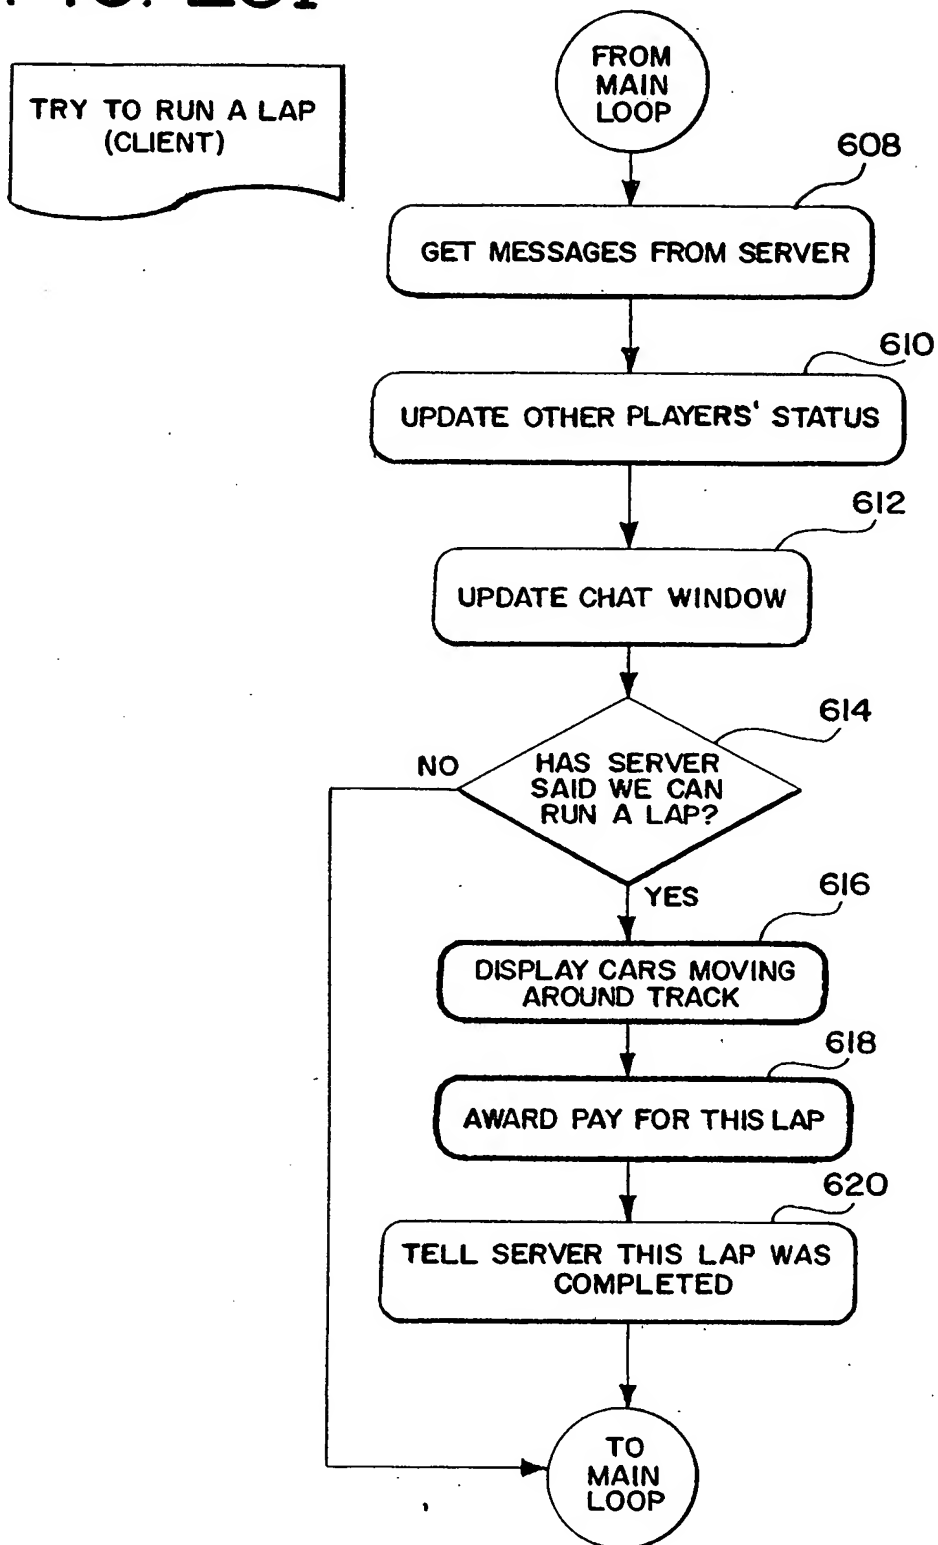 TRY TO RUN A LAP
(CLIENT)
FROM
MAIN
LOOP
608
GET MESSAGES FROM SERVER
610
UPDATE OTHER PLAYERS' STATUS
612
UPDATE CHAT WINDOW
614
HAS SERVER
SAID WE CAN
RUN A LAP?
NO
YES
616
DISPLAY CARS MOVING
AROUND TRACK
618
AWARD PAY FOR THIS LAP
620
TELL SERVER THIS LAP WAS
COMPLETED
TO
MAIN
LOOP